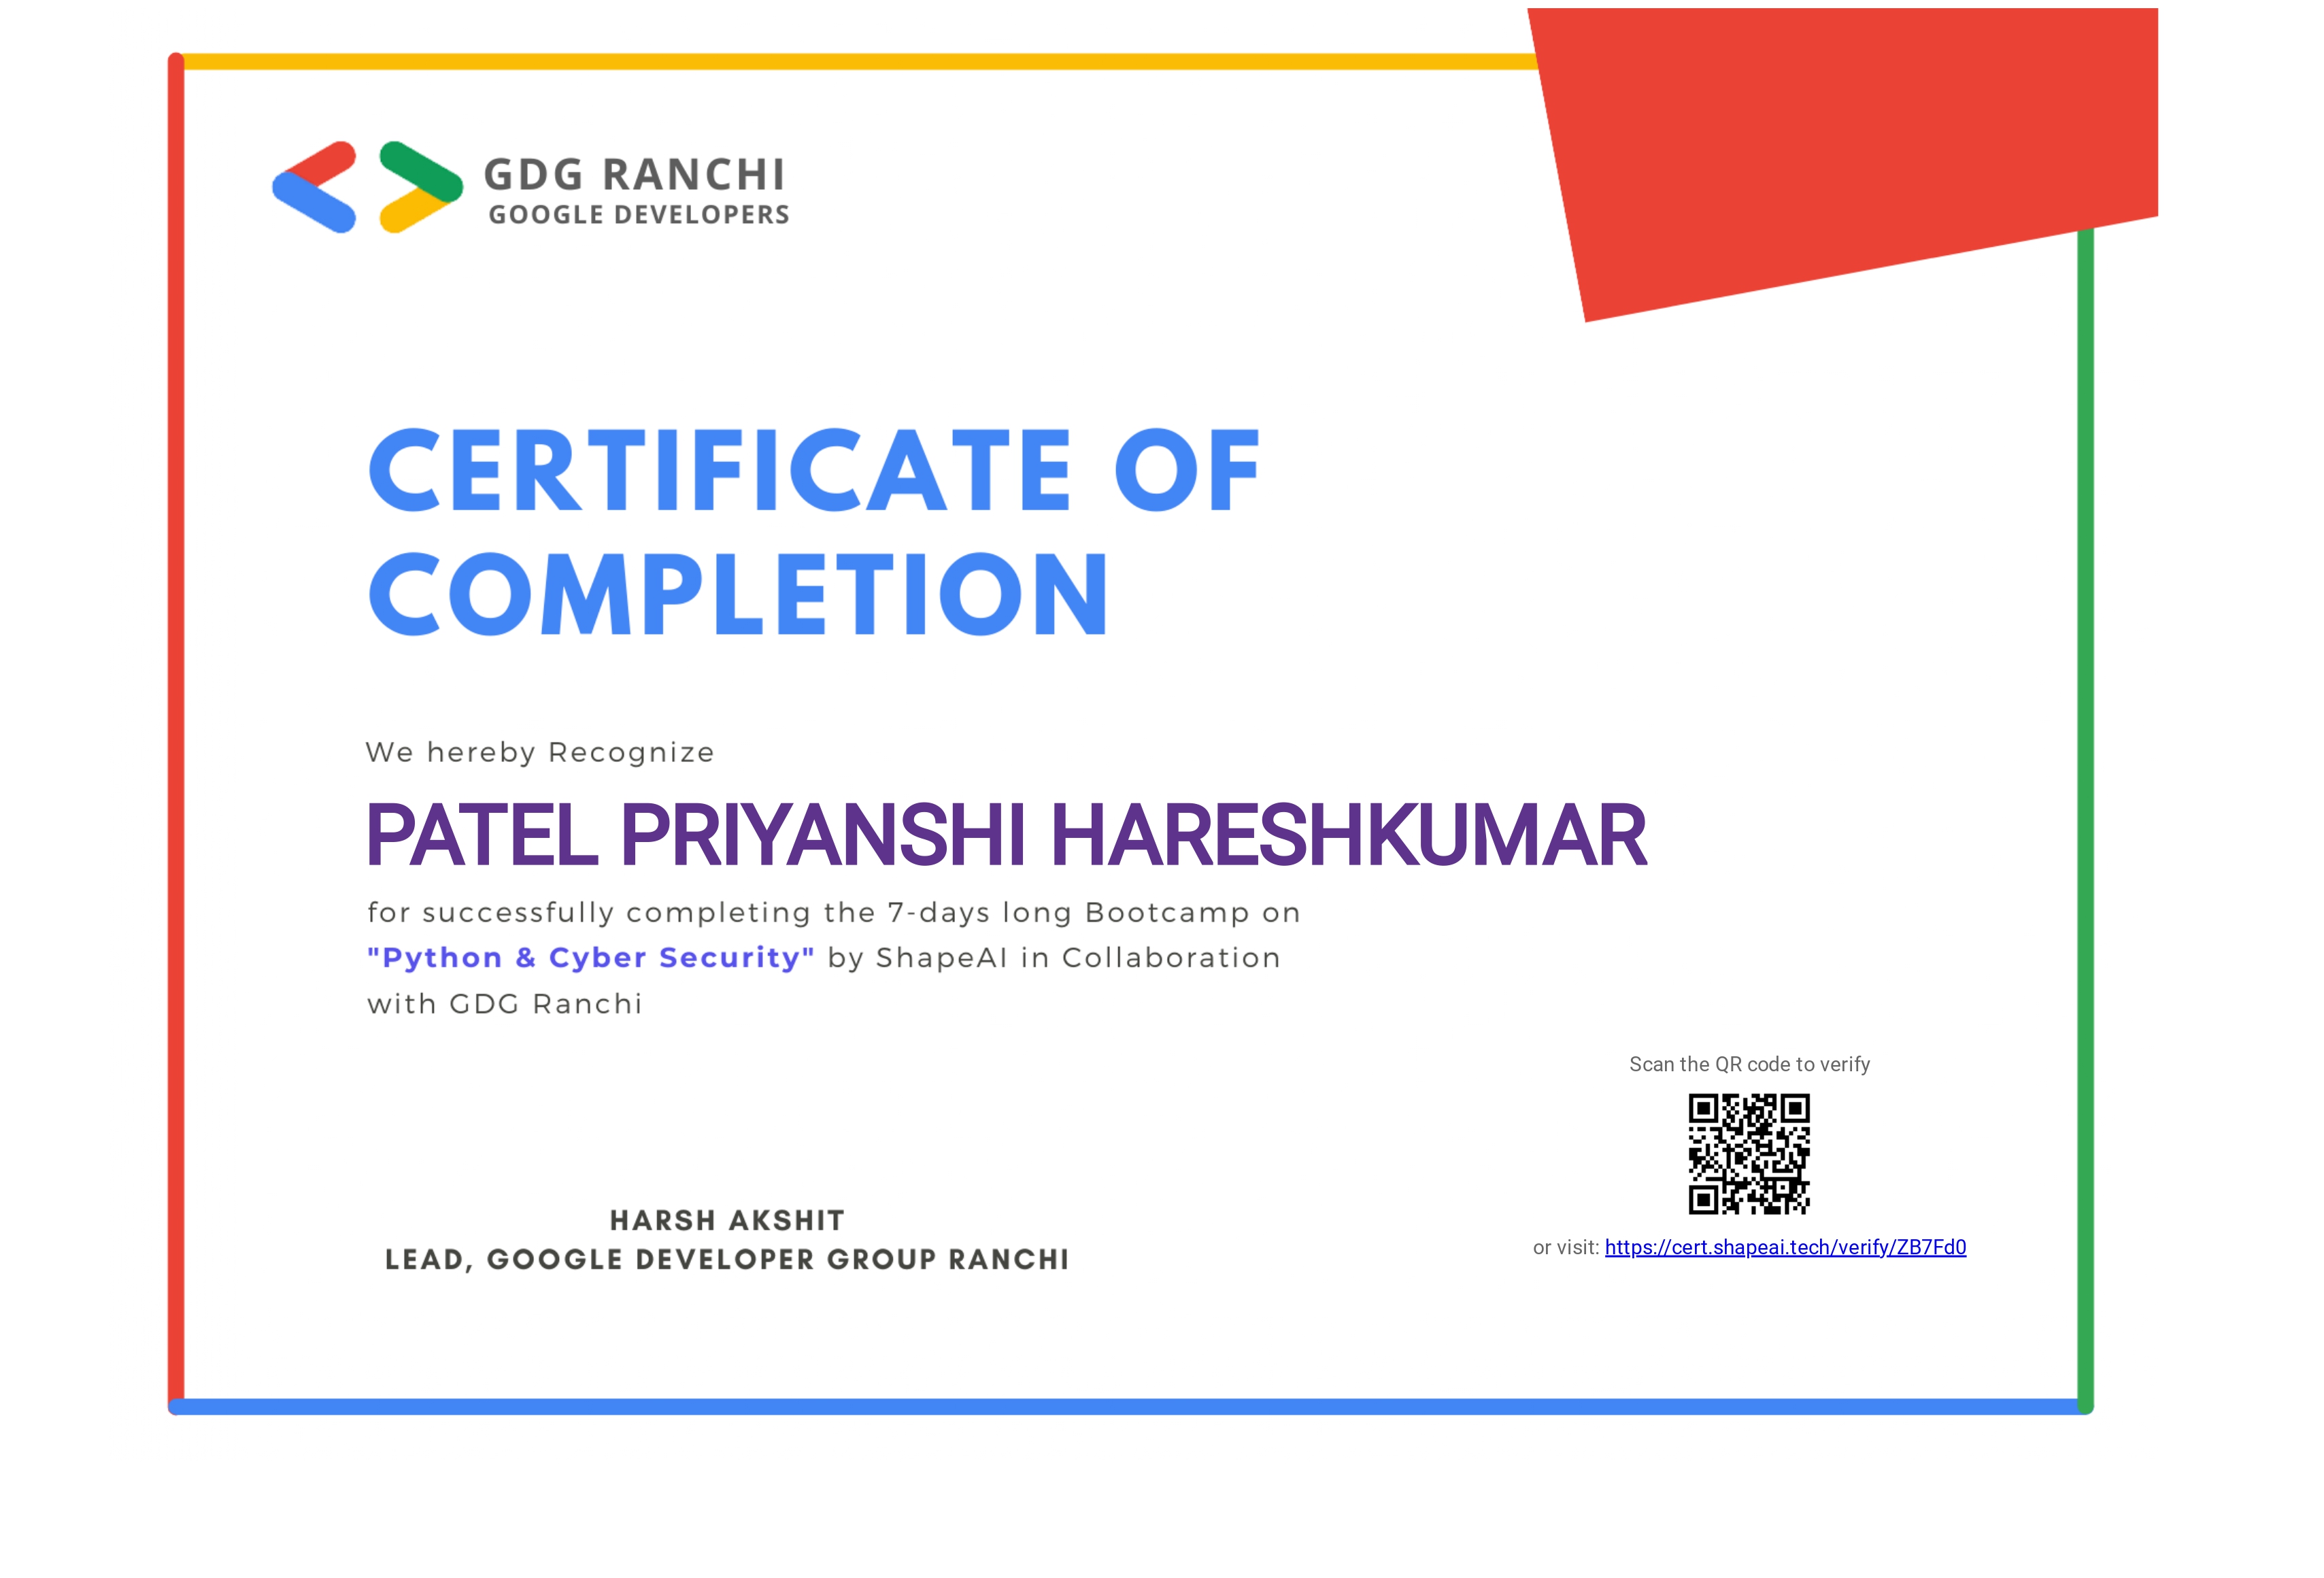 GDG RANCHI
GOOGLE DEVELOPERS
CERTIFICATE OF
COMPLETION
We hereby Recognize
PATEL PRIYANSHI HARESHKUMAR
for successfully completing the 7-days long Bootcamp on
"Python & Cyber Security" by ShapeAI in Collaboration
with GDG Ranchi
Scan the QR code to verify
or visit: https://cert.shapeai.tech/verify/ZB7Fd0
HARSH AKSHIT
LEAD, GOOGLE DEVELOPER GROUP RANCHI